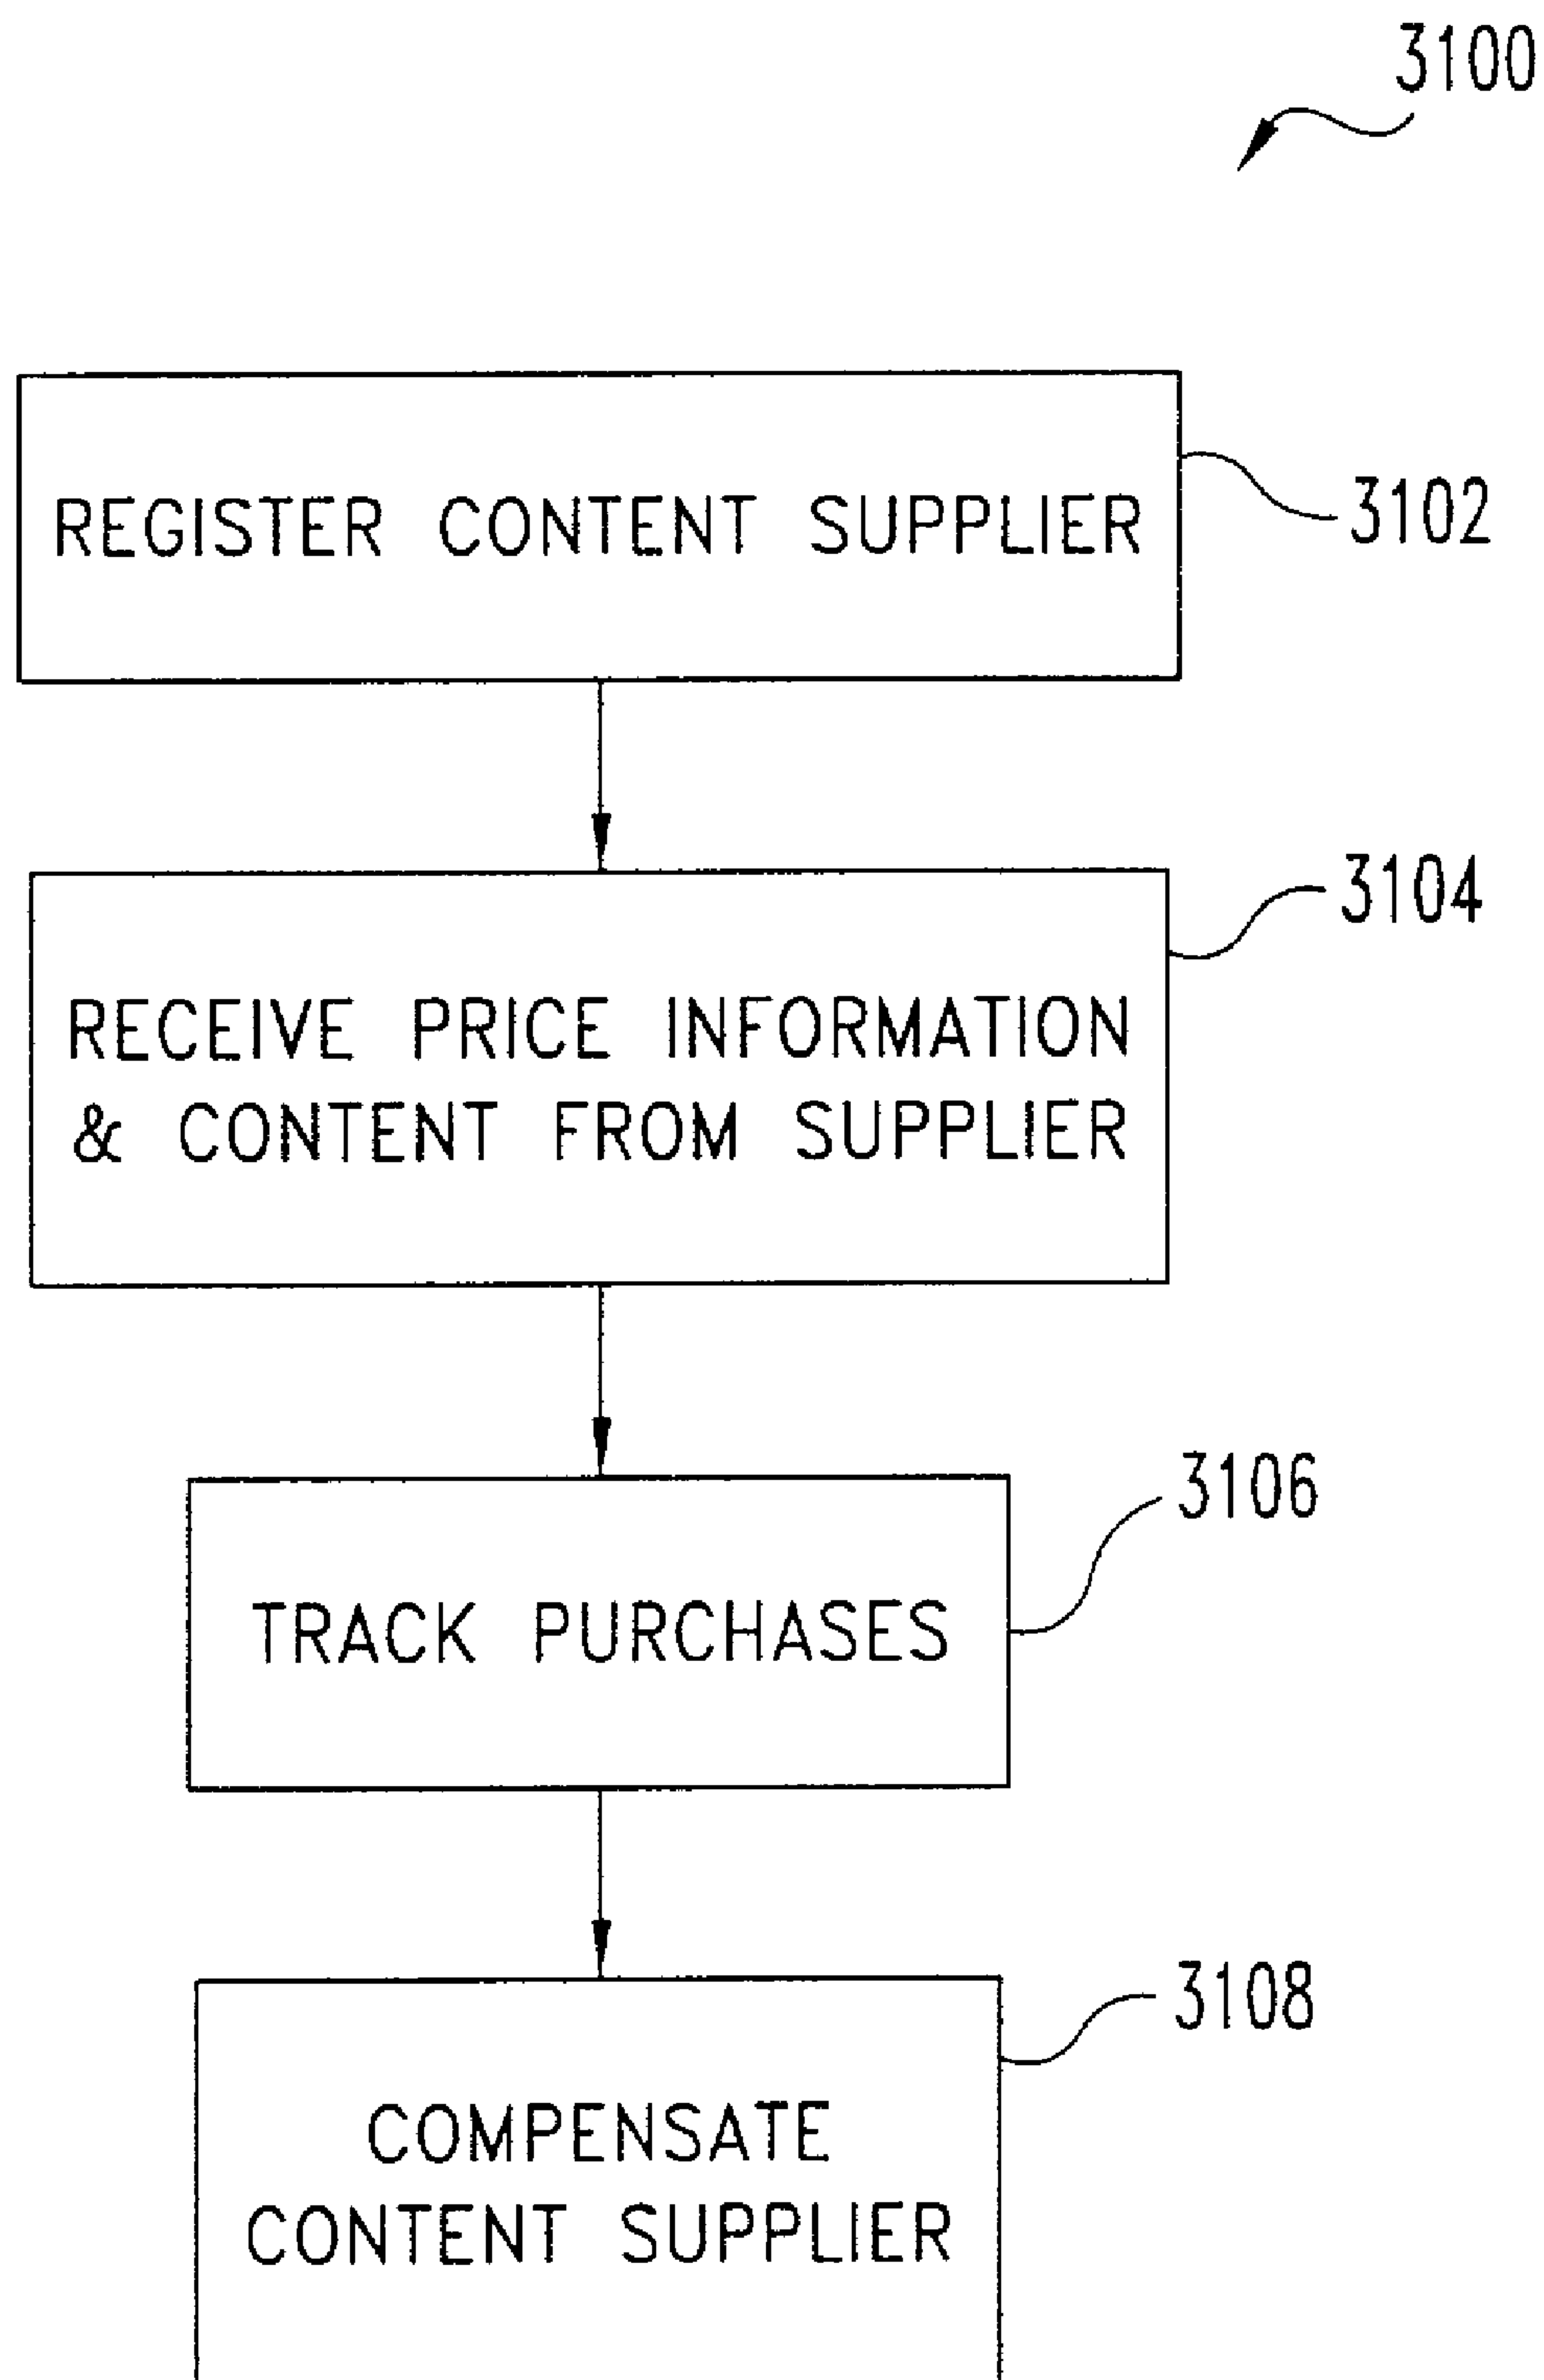 3100
REGISTER CONTENT SUPPLIER
3102
3104
RECEIVE PRICE INFORMATION
& CONTENT FROM SUPPLIER
3106
TRACK PURCHASES
3108
COMPENSATE
CONTENT SUPPLIER